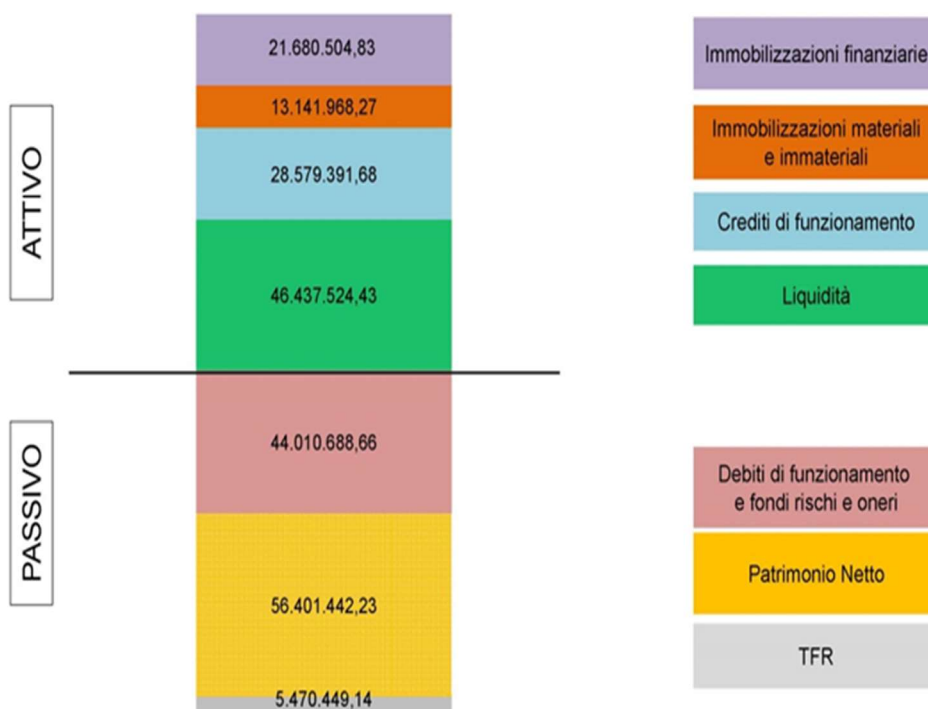 ATTIVO
21.680.504,83
13.141.968,27
28.579.391,68
46.437.524,43
Immobilizzazioni finanziarie
Immobilizzazioni materiali
e immateriali
Crediti di funzionamento
Liquidità
PASSIVO
44.010.688,66
56.401.442,23
5.470.449,14
Debiti di funzionamento
e fondi rischi e oneri
Patrimonio Netto
TFR